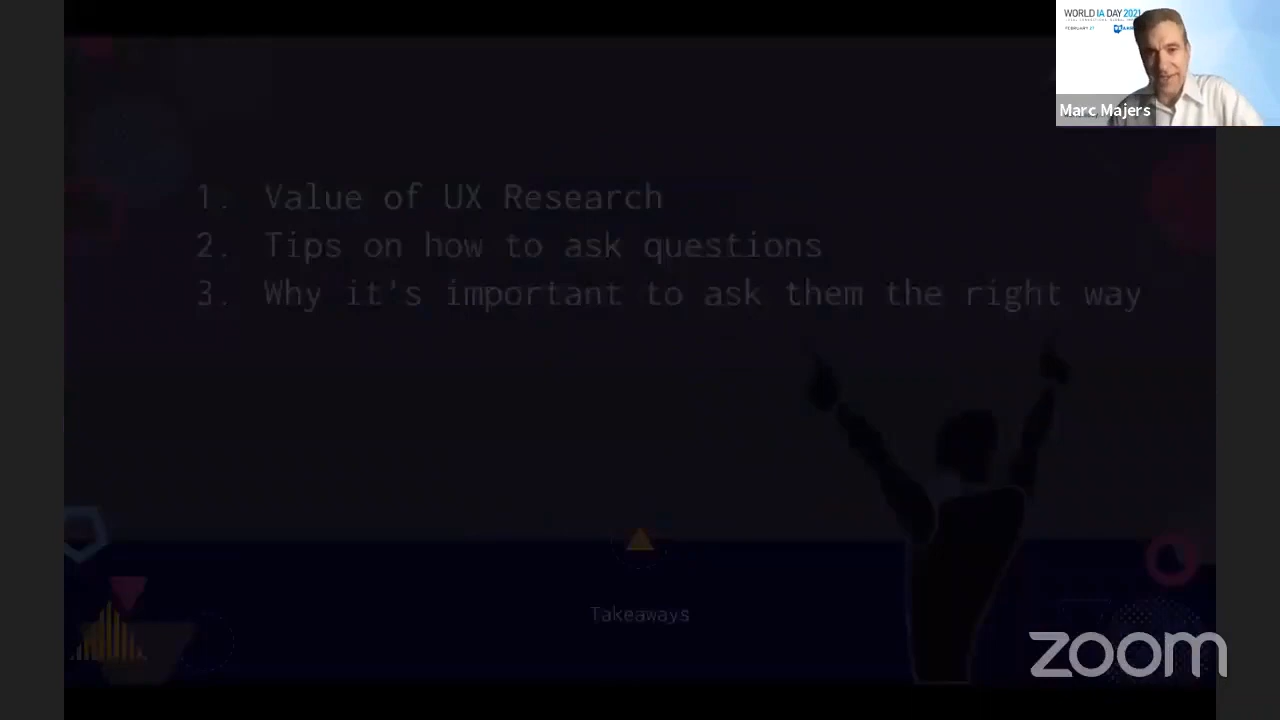 WORLD IA DAY 2021
Marc Majers
1. Value of UX Research
2. Tips on how to ask questions
3. Why it's important to ask them the right way
Takeaways
zoom